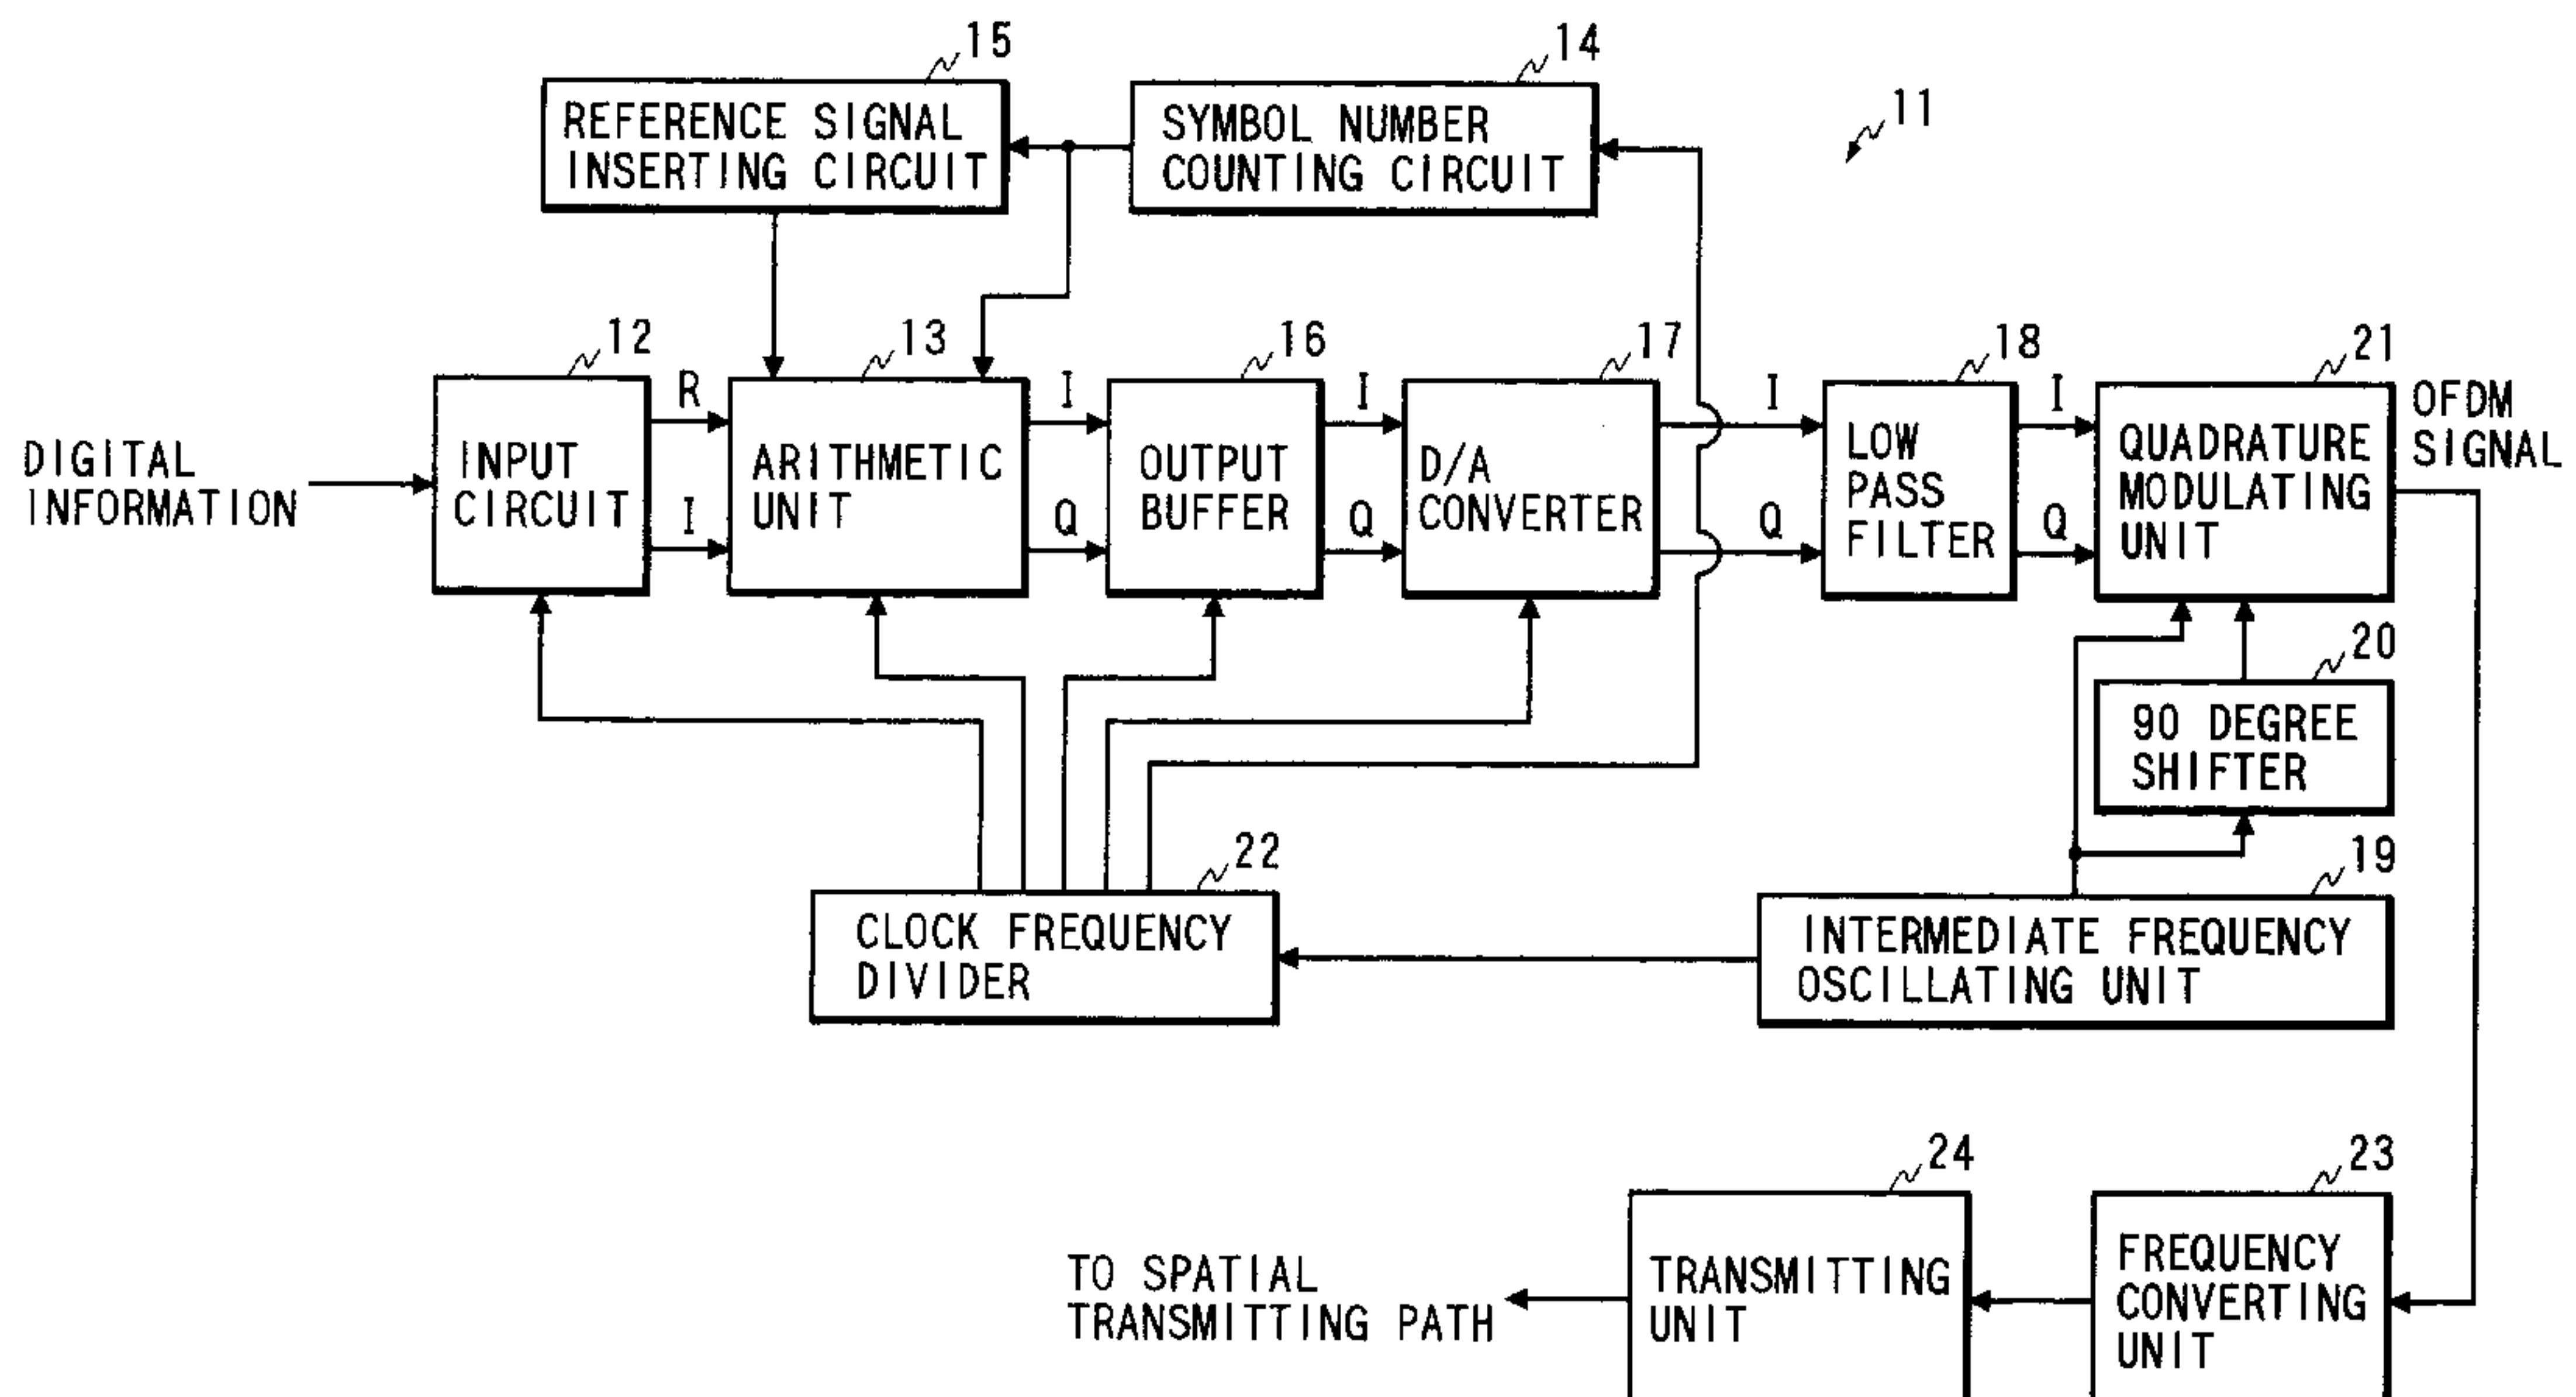 15
14
11
REFERENCE SIGNAL
INSERTING CIRCUIT
SYMBOL NUMBER
COUNTING CIRCUIT
12
13
16
17
18
21
R
I
I
I
I
OFDM
SIGNAL
DIGITAL
INFORMATION
INPUT
CIRCUIT
ARITHMETIC
UNIT
OUTPUT
BUFFER
D/A
CONVERTER
LOW
PASS
FILTER
QUADRATURE
MODULATING
UNIT
I
Q
Q
Q
Q
20
90 DEGREE
SHIFTER
22
19
CLOCK FREQUENCY
DIVIDER
INTERMEDIATE FREQUENCY
OSCILLATING UNIT
24
23
TO SPATIAL
TRANSMITTING PATH
TRANSMITTING
UNIT
FREQUENCY
CONVERTING
UNIT